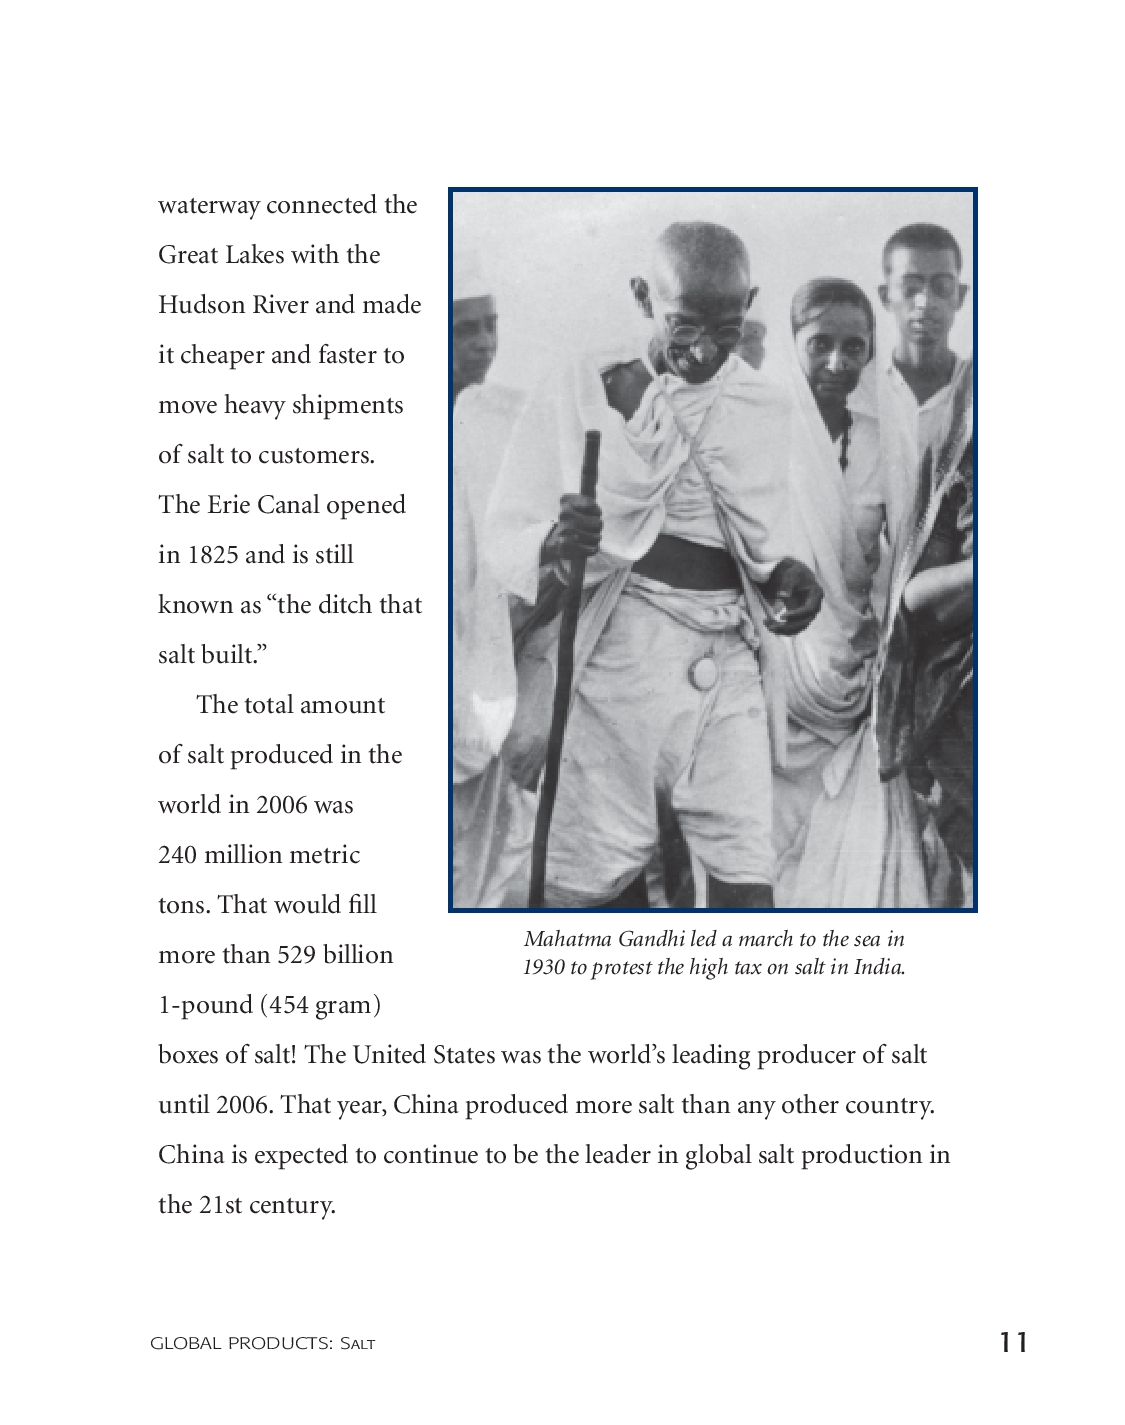 waterway connected the
Great Lakes with the
Hudson River and made
it cheaper and faster to
move heavy shipments
of salt to customers.
The Erie Canal opened
in 1825 and is still
known as “the ditch that
salt built.”
The total amount
of salt produced in the
world in 2006 was
240 million metric
tons. That would fill
more than 529 billion
1-pound (454 gram)
boxes of salt! The United States was the world’s leading producer of salt
until 2006. That year, China produced more salt than any other country.
China is expected to continue to be the leader in global salt production in
the 21st century.
Mahatma Gandhi led a march to the sea in
1930 to protest the high tax on salt in India.
GLOBAL PRODUCTS: SALT
11